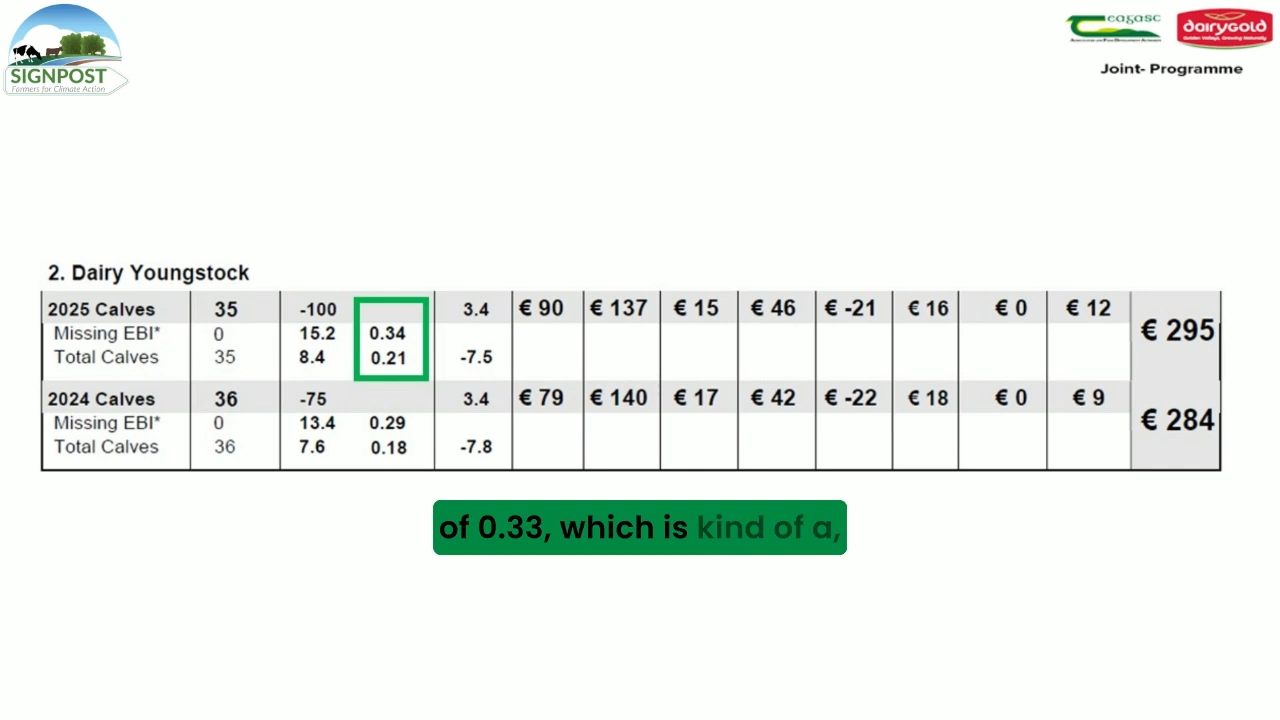 SIGNPOST
Farmers for Climate Action
Teagasc
dairygold
Joint- Programme
2. Dairy Youngstock
2025 Calves 35 -100 3.4 € 90 € 137 € 15 € 46 € -21 € 16 € 0 € 12
Missing EBI* 0 15.2 0.34
€ 295
Total Calves 35 8.4 0.21 -7.5
2024 Calves 36 -75 3.4 € 79 € 140 € 17 € 42 € -22 € 18 € 0 € 9
Missing EBI* 0 13.4 0.29
€ 284
Total Calves 36 7.6 0.18 -7.8
of 0.33, which is kind of a,